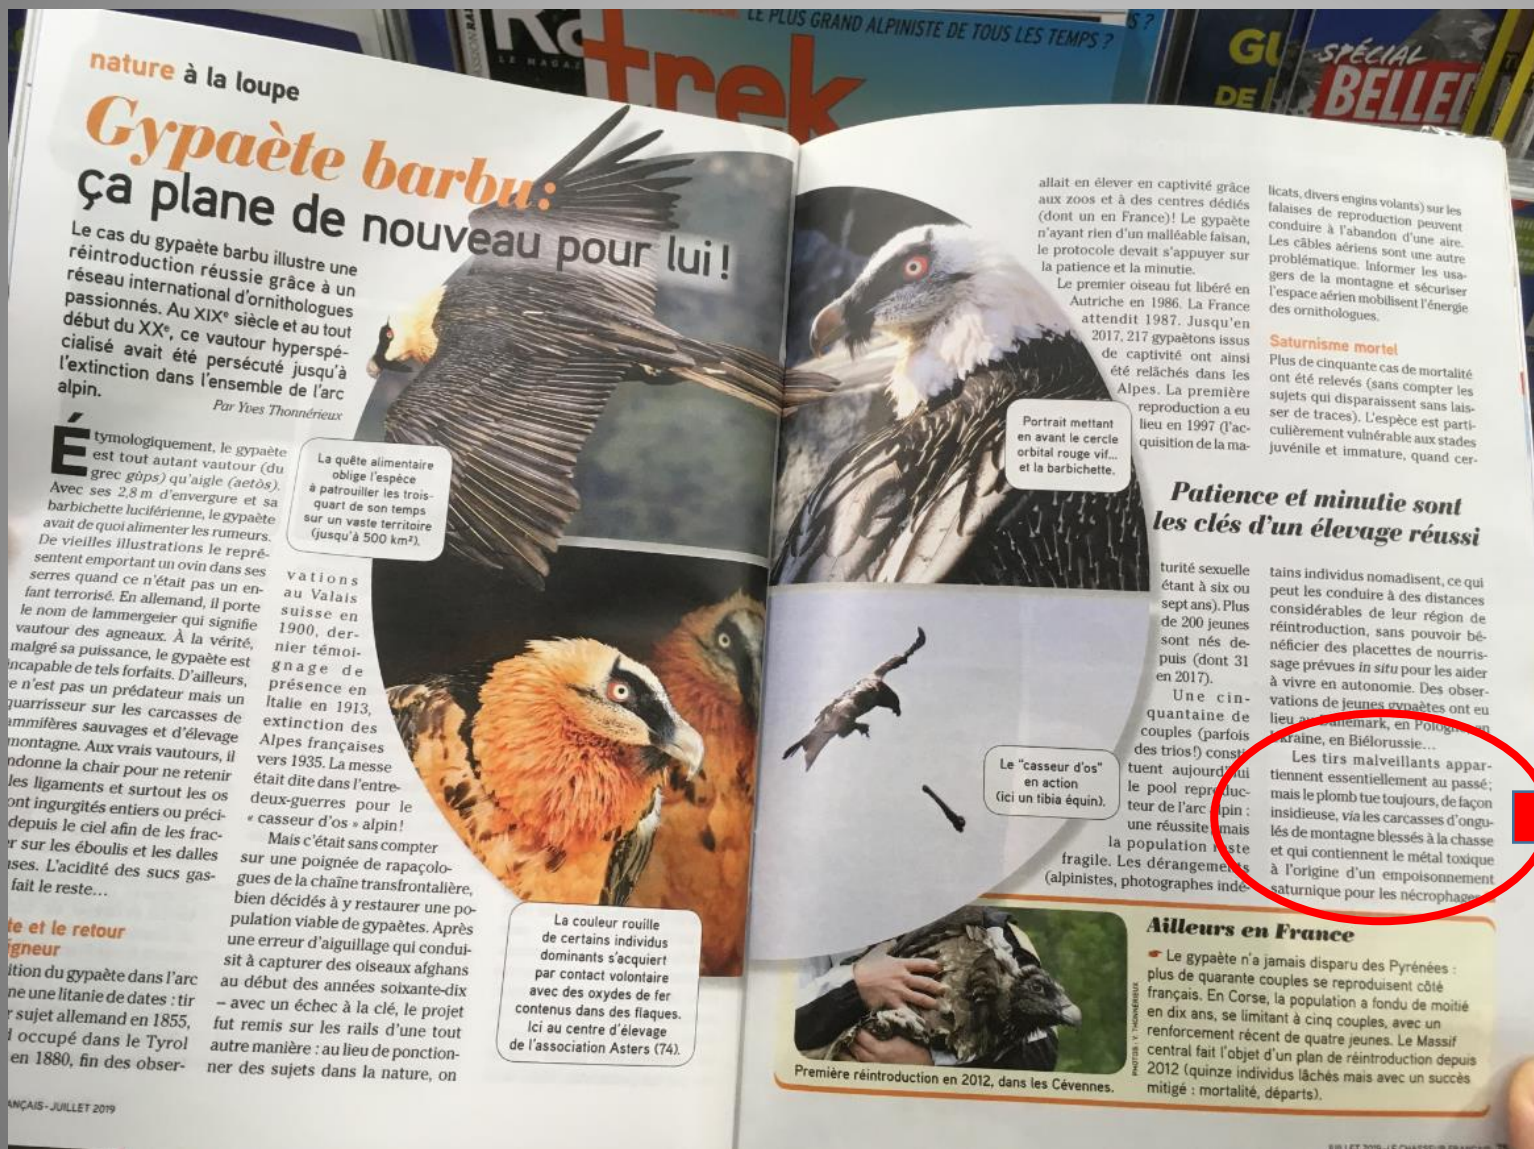 LE PLUS GRAND ALPINISTE DE TOUS LES TEMPS ?
S ?
trek
LE MAGAZ
GU
DE
SPÉCIAL
BELLE
nature à la loupe
Gypaète barbu:
ça plane de nouveau pour lui !
Le cas du gypaète barbu illustre une
réintroduction réussie grâce à un
réseau international d'ornithologues
passionnés. Au XIXe siècle et au tout
début du XXe, ce vautour hyperspé-
cialisé avait été persécuté jusqu'à
l'extinction dans l'ensemble de l'arc
alpin.
Par Yves Thonnérieux
Étymologiquement, le gypaète
est tout autant vautour (du
grec gùps) qu'aigle (aetòs).
Avec ses 2,8 m d'envergure et sa
barbichette luciférienne, le gypaète
avait de quoi alimenter les rumeurs.
De vieilles illustrations le repré-
sentent emportant un ovin dans ses
serres quand ce n'était pas un en-
fant terrorisé. En allemand, il porte
le nom de lammergeier qui signifie
vautour des agneaux. À la vérité,
malgré sa puissance, le gypaète est
incapable de tels forfaits. D'ailleurs,
n'est pas un prédateur mais un
quarrisseur sur les carcasses de
ammifères sauvages et d'élevage
montagne. Aux vrais vautours, il
ndonne la chair pour ne retenir
les ligaments et surtout les os
ont ingurgités entiers ou préci-
depuis le ciel afin de les frac-
r sur les éboulis et les dalles
uses. L'acidité des sucs gas-
fait le reste…
te et le retour
igneur
ition du gypaète dans l'arc
ne une litanie de dates : tir
r sujet allemand en 1855,
d occupé dans le Tyrol
en 1880, fin des obser-
vations
au Valais
suisse en
1900, der-
nier témoi-
gnage de
présence en
Italie en 1913,
extinction des
Alpes françaises
vers 1935. La messe
était dite dans l'entre-
deux-guerres pour le
« casseur d'os » alpin !
Mais c'était sans compter
sur une poignée de rapaçolo-
gues de la chaîne transfrontalière,
bien décidés à y restaurer une po-
pulation viable de gypaètes. Après
une erreur d'aiguillage qui condui-
sit à capturer des oiseaux afghans
au début des années soixante-dix
– avec un échec à la clé, le projet
fut remis sur les rails d'une tout
autre manière : au lieu de ponction-
ner des sujets dans la nature, on
La quête alimentaire
oblige l'espèce
à patrouiller les trois-
quart de son temps
sur un vaste territoire
(jusqu'à 500 km²).
La couleur rouille
de certains individus
dominants s'acquiert
par contact volontaire
avec des oxydes de fer
contenus dans des flaques.
Ici au centre d'élevage
de l'association Asters (74).
ANÇAIS - JUILLET 2019
allait en élever en captivité grâce
aux zoos et à des centres dédiés
(dont un en France) ! Le gypaète
n'ayant rien d'un malléable faisan,
le protocole devait s'appuyer sur
la patience et la minutie.
Le premier oiseau fut libéré en
Autriche en 1986. La France
attendit 1987. Jusqu'en
2017, 217 gypaètons issus
de captivité ont ainsi
été relâchés dans les
Alpes. La première
reproduction a eu
lieu en 1997 (l'ac-
quisition de la ma-
Portrait mettant
en avant le cercle
orbital rouge vif…
et la barbichette.
Patience et minutie sont
les clés d'un élevage réussi
turité sexuelle
étant à six ou
sept ans). Plus
de 200 jeunes
sont nés de-
puis (dont 31
en 2017).
Une cin-
quantaine de
couples (parfois
des trios !) consti
tuent aujourd'hui
le pool reproduc-
teur de l'arc alpin :
une réussite, mais
la population reste
fragile. Les dérangements
(alpinistes, photographes indé-
Le "casseur d'os"
en action
(ici un tibia équin).
licats, divers engins volants) sur les
falaises de reproduction peuvent
conduire à l'abandon d'une aire.
Les câbles aériens sont une autre
problématique. Informer les usa-
gers de la montagne et sécuriser
l'espace aérien mobilisent l'énergie
des ornithologues.
Saturnisme mortel
Plus de cinquante cas de mortalité
ont été relevés (sans compter les
sujets qui disparaissent sans lais-
ser de traces). L'espèce est parti-
culièrement vulnérable aux stades
juvénile et immature, quand cer-
tains individus nomadisent, ce qui
peut les conduire à des distances
considérables de leur région de
réintroduction, sans pouvoir bé-
néficier des placettes de nourris-
sage prévues in situ pour les aider
à vivre en autonomie. Des obser-
vations de jeunes gypaètes ont eu
lieu au Danemark, en Pologne, en
Ukraine, en Biélorussie…
Les tirs malveillants appar-
tiennent essentiellement au passé ;
mais le plomb tue toujours, de façon
insidieuse, via les carcasses d'ongu-
lés de montagne blessés à la chasse
et qui contiennent le métal toxique
à l'origine d'un empoisonnement
saturnique pour les nécrophages.
Ailleurs en France
Le gypaète n'a jamais disparu des Pyrénées :
plus de quarante couples se reproduisent côté
français. En Corse, la population a fondu de moitié
en dix ans, se limitant à cinq couples, avec un
renforcement récent de quatre jeunes. Le Massif
central fait l'objet d'un plan de réintroduction depuis
2012 (quinze individus lâchés mais avec un succès
mitigé : mortalité, départs).
PHOTOS : Y. THONNÉRIEUX
Première réintroduction en 2012, dans les Cévennes.
JUILLET 2019 - LE CHASSEUR FRANÇAIS